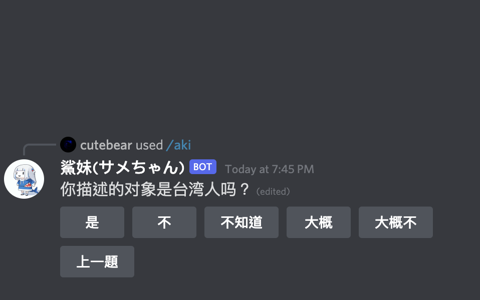 cutebear used /aki
鯊妹(サメちゃん) BOT Today at 7:45 PM
你描述的对象是台湾人吗？ (edited)
是 不 不知道 大概 大概不
上一題